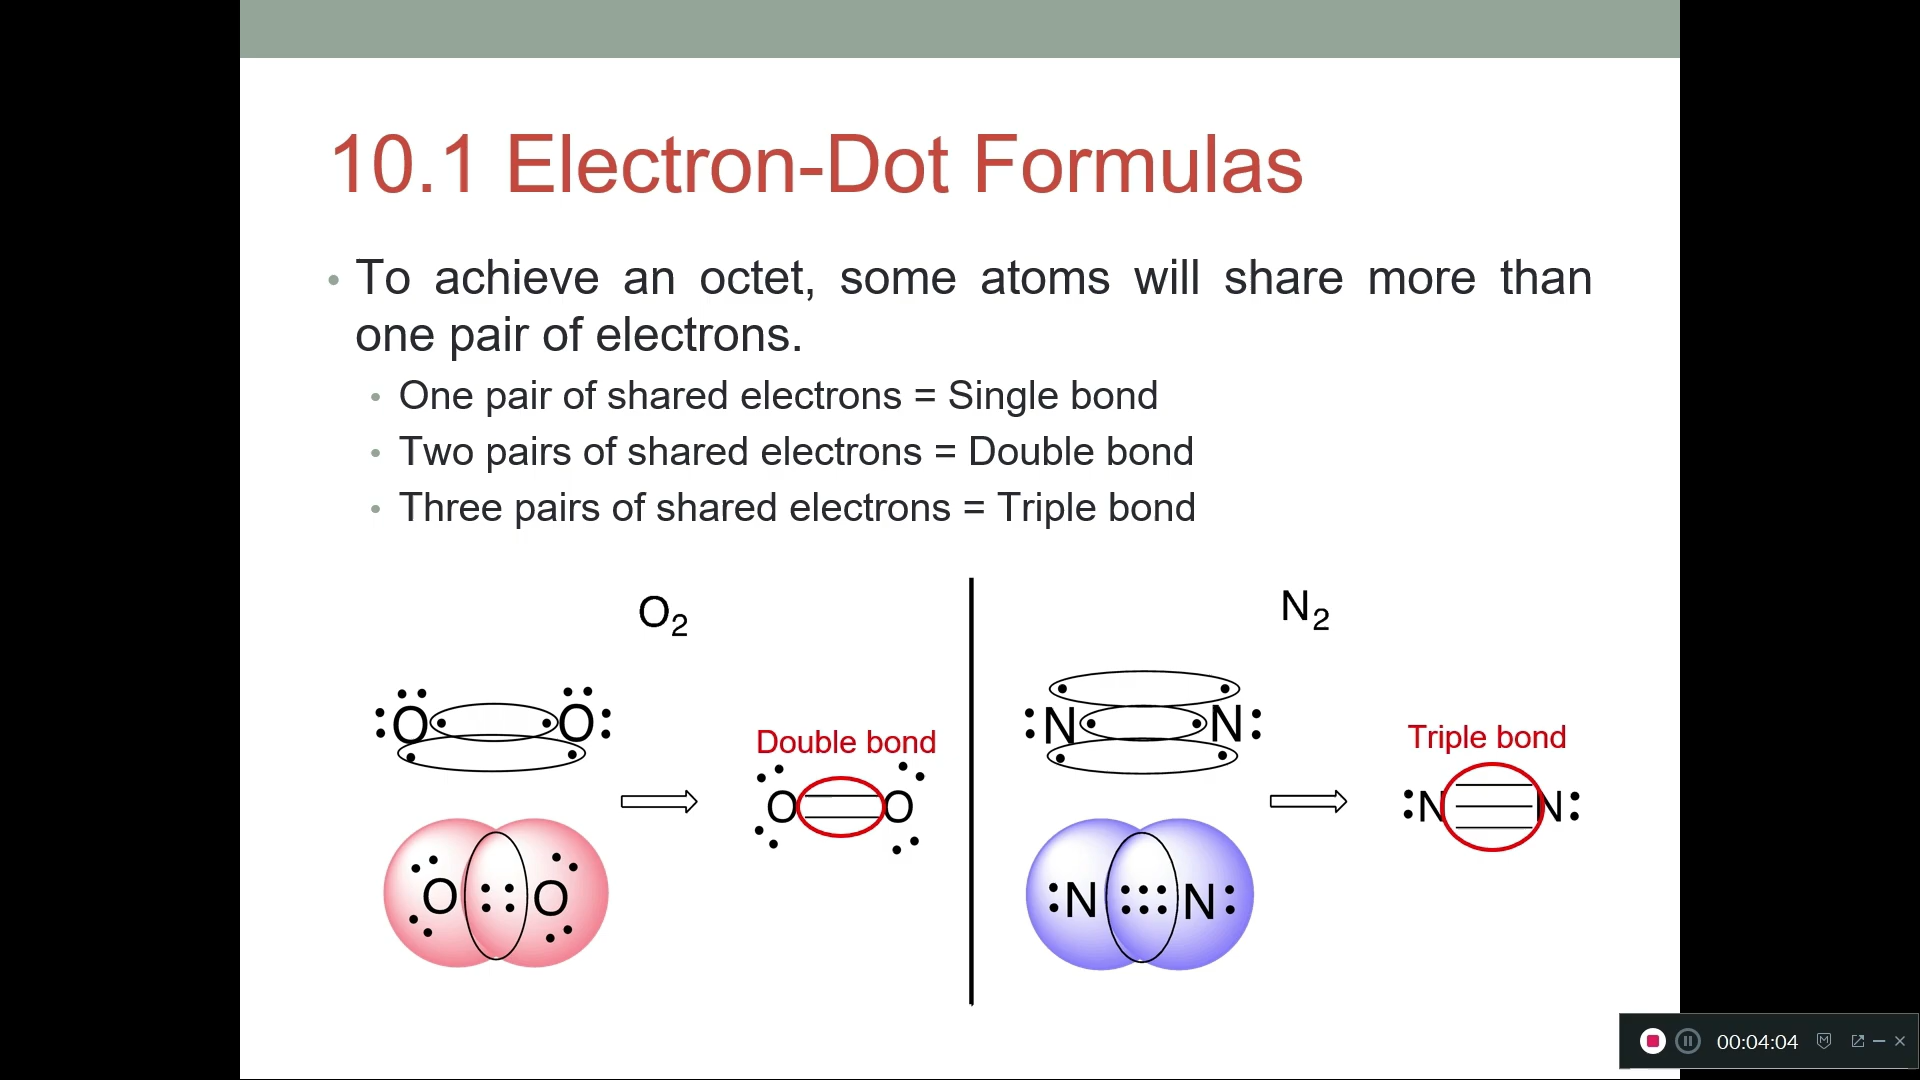 10.1 Electron-Dot Formulas
• To achieve an octet, some atoms will share more than
one pair of electrons.
• One pair of shared electrons = Single bond
• Two pairs of shared electrons = Double bond
• Three pairs of shared electrons = Triple bond
O₂
O O
Double bond
O O
O :: O
N₂
:N N:
Triple bond
:N N:
:N ::: N:
00:04:04